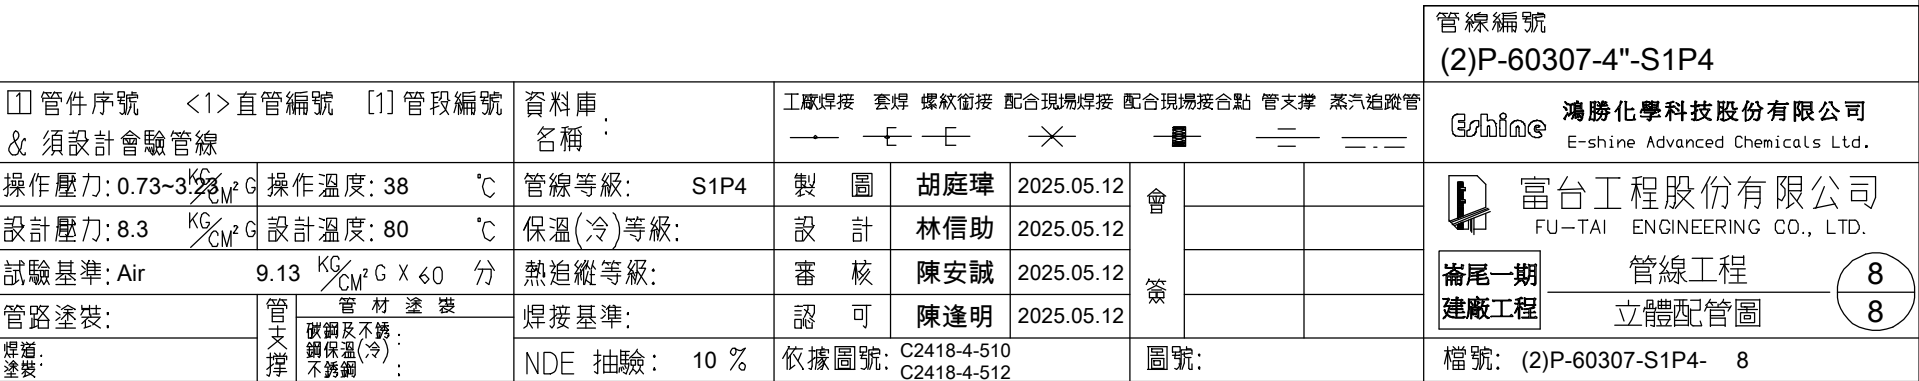 管線編號
(2)P-60307-4"-S1P4
1 管件序號 <1>直管編號 [1] 管段編號
& 須設計會驗管線
資料庫
名稱 :
工廠焊接 套焊 螺紋銜接 配合現場焊接 配合現場接合點 管支撐 蒸汽追蹤管
Eshine 鴻勝化學科技股份有限公司
E-shine Advanced Chemicals Ltd.
操作壓力: 0.73~3.23 KG/CM² G 操作溫度: 38 ℃ 管線等級: S1P4 製圖 胡庭瑋 2025.05.12
設計壓力: 8.3 KG/CM² G 設計溫度: 80 ℃ 保溫(冷)等級: 設計 林信助 2025.05.12
試驗基準: Air 9.13 KG/CM² G X 60 分 熱追縱等級: 審核 陳安誠 2025.05.12
管路塗裝: 管支撐 管材塗裝 焊接基準: 認可 陳逢明 2025.05.12
會簽
碳鋼及不銹 :
鋼保溫(冷) :
不銹鋼 :
焊道:
塗裝:
NDE 抽驗: 10 %
依據圖號: C2418-4-510
C2418-4-512
圖號:
富台工程股份有限公司
FU-TAI ENGINEERING CO., LTD.
崙尾一期
建廠工程
管線工程
立體配管圖
8
8
檔號: (2)P-60307-S1P4- 8